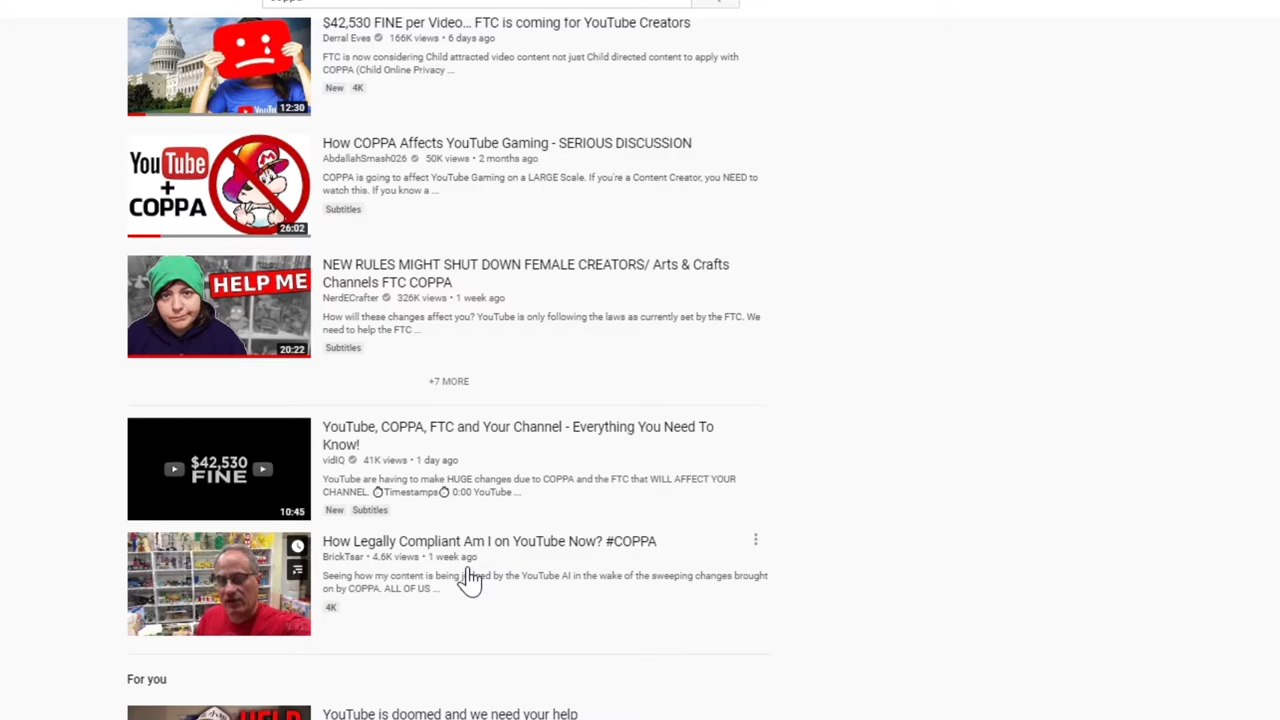 $42,530 FINE per Video... FTC is coming for YouTube Creators
Derral Eves 166K views • 6 days ago
FTC is now considering Child attracted video content not just Child directed content to apply with
COPPA (Child Online Privacy ...
New 4K
YouTube
12:30
How COPPA Affects YouTube Gaming - SERIOUS DISCUSSION
AbdallahSmash026 50K views • 2 months ago
COPPA is going to affect YouTube Gaming on a LARGE Scale. If you're a Content Creator, you NEED to
watch this. If you know a ...
Subtitles
YouTube
+
COPPA
26:02
NEW RULES MIGHT SHUT DOWN FEMALE CREATORS/ Arts & Crafts
Channels FTC COPPA
NerdECrafter 326K views • 1 week ago
How will these changes affect you? YouTube is only following the laws as currently set by the FTC. We
need to help the FTC ...
Subtitles
HELP ME
20:22
+7 MORE
YouTube, COPPA, FTC and Your Channel - Everything You Need To
Know!
vidIQ 41K views • 1 day ago
YouTube are having to make HUGE changes due to COPPA and the FTC that WILL AFFECT YOUR
CHANNEL. ⏱Timestamps⏱ 0:00 YouTube ...
New Subtitles
$42,530
FINE
10:45
How Legally Compliant Am I on YouTube Now? #COPPA
BrickTsar • 4.6K views • 1 week ago
Seeing how my content is being by the YouTube AI in the wake of the sweeping changes brought
on by COPPA. ALL OF US ...
4K
For you
HELP
YouTube is doomed and we need your help